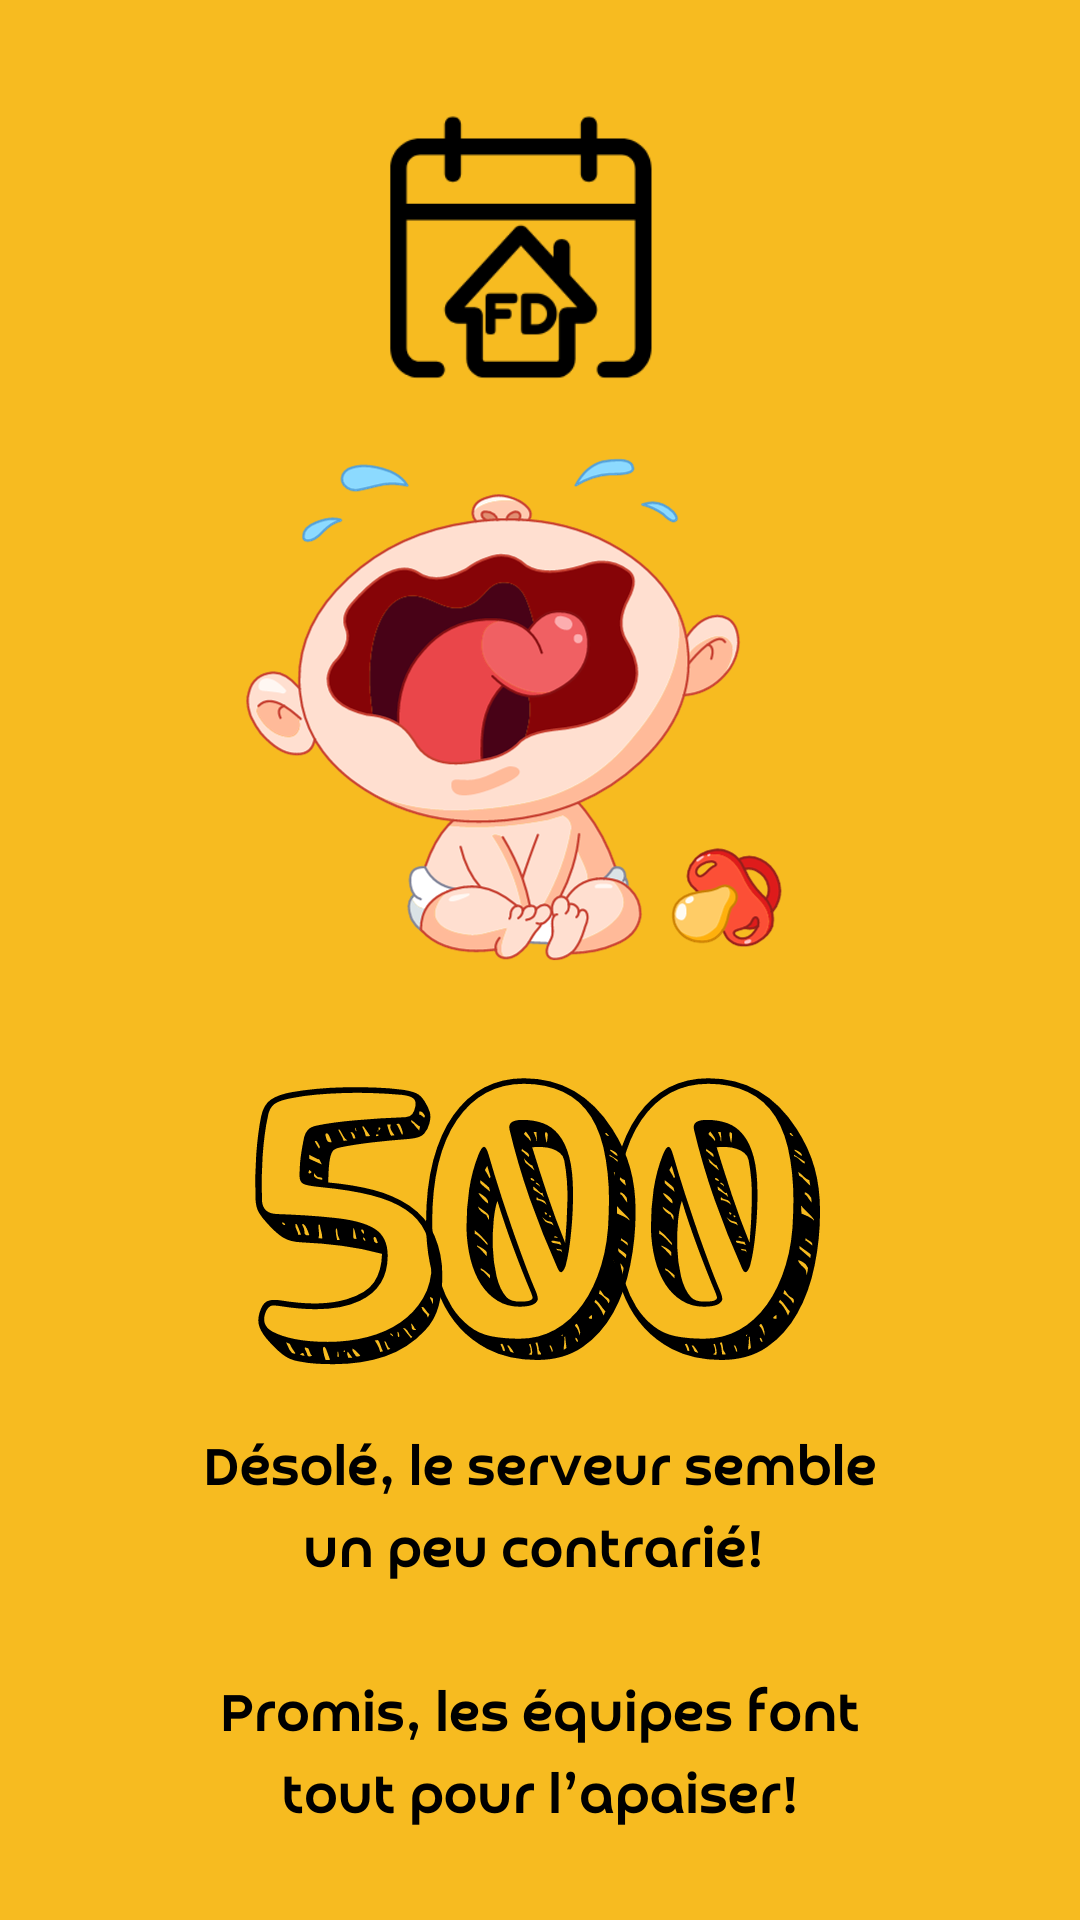 FD
500
Désolé, le serveur semble
un peu contrarié!
Promis, les équipes font
tout pour l’apaiser!